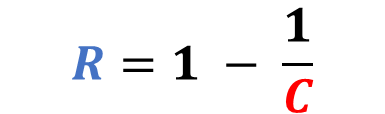 R = 1 − 1/C